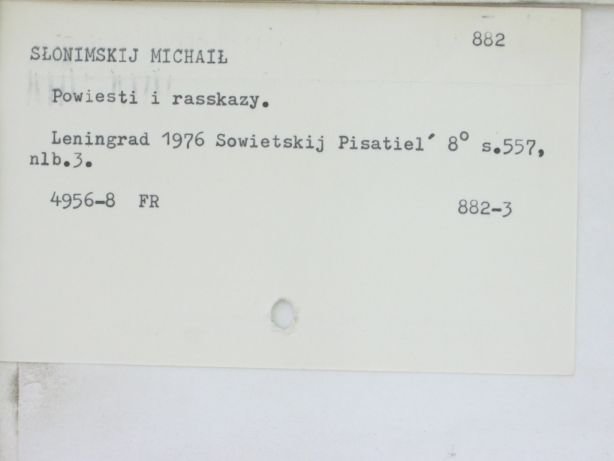 882
SŁONIMSKIJ MICHAIŁ
Powiesti i rasskazy.
Leningrad 1976 Sowietskij Pisatiel´ 8° s.557,
nlb.3.
4956-8 FR 882-3